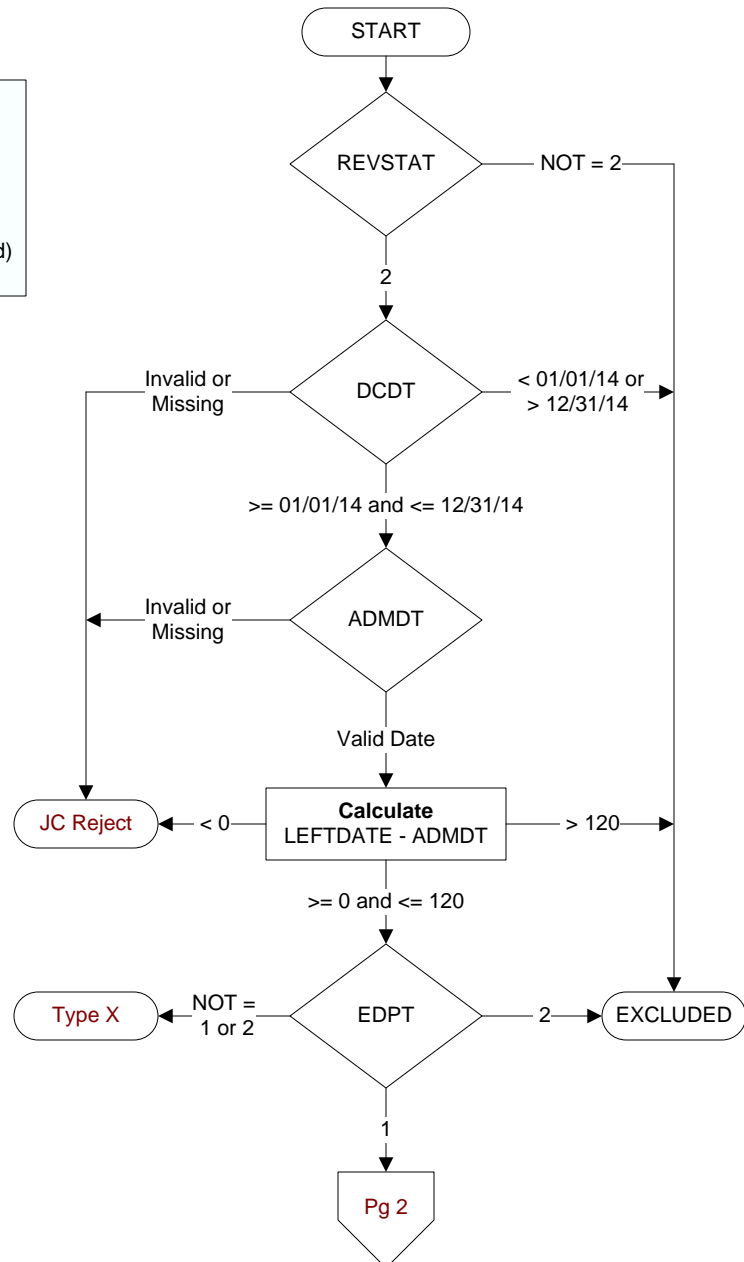 START
REVSTAT
NOT = 2
d)
2
Invalid or
Missing
DCDT
< 01/01/14 or
> 12/31/14
>= 01/01/14 and <= 12/31/14
Invalid or
Missing
ADMDT
Valid Date
JC Reject
< 0
Calculate
LEFTDATE - ADMDT
> 120
>= 0 and <= 120
Type X
NOT =
1 or 2
EDPT
2
EXCLUDED
1
Pg 2